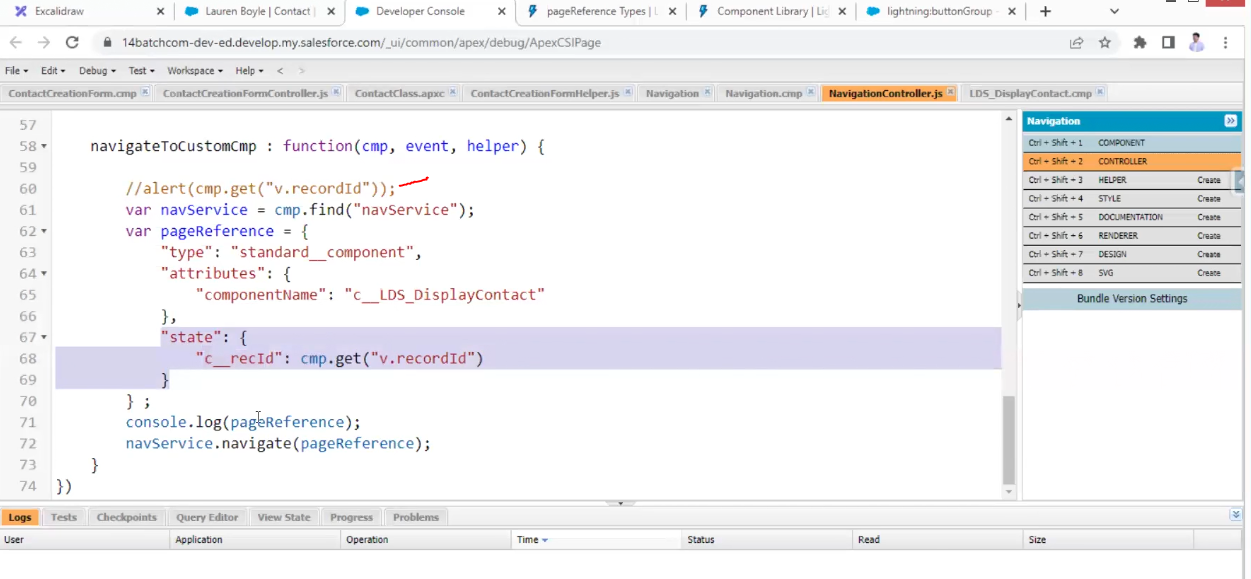 Excalidraw
Lauren Boyle | Contact |
Developer Console
pageReference Types | L
Component Library | Lig
lightning:buttonGroup -
14batchcom-dev-ed.develop.my.salesforce.com/_ui/common/apex/debug/ApexCSIPage
File Edit Debug Test Workspace Help < >
ContactCreationForm.cmp ContactCreationFormController.js ContactClass.apxc ContactCreationFormHelper.js Navigation Navigation.cmp NavigationController.js LDS_DisplayContact.cmp
57
58 navigateToCustomCmp : function(cmp, event, helper) {
59
60 //alert(cmp.get("v.recordId"));
61 var navService = cmp.find("navService");
62 var pageReference = {
63 "type": "standard__component",
64 "attributes": {
65 "componentName": "c__LDS_DisplayContact"
66 },
67 "state": {
68 "c__recId": cmp.get("v.recordId")
69 }
70 } ;
71 console.log(pageReference);
72 navService.navigate(pageReference);
73 }
74 })
Navigation
Ctrl + Shift + 1 COMPONENT
Ctrl + Shift + 2 CONTROLLER
Ctrl + Shift + 3 HELPER Create
Ctrl + Shift + 4 STYLE Create
Ctrl + Shift + 5 DOCUMENTATION Create
Ctrl + Shift + 6 RENDERER Create
Ctrl + Shift + 7 DESIGN Create
Ctrl + Shift + 8 SVG Create
Bundle Version Settings
Logs Tests Checkpoints Query Editor View State Progress Problems
User Application Operation Time Status Read Size